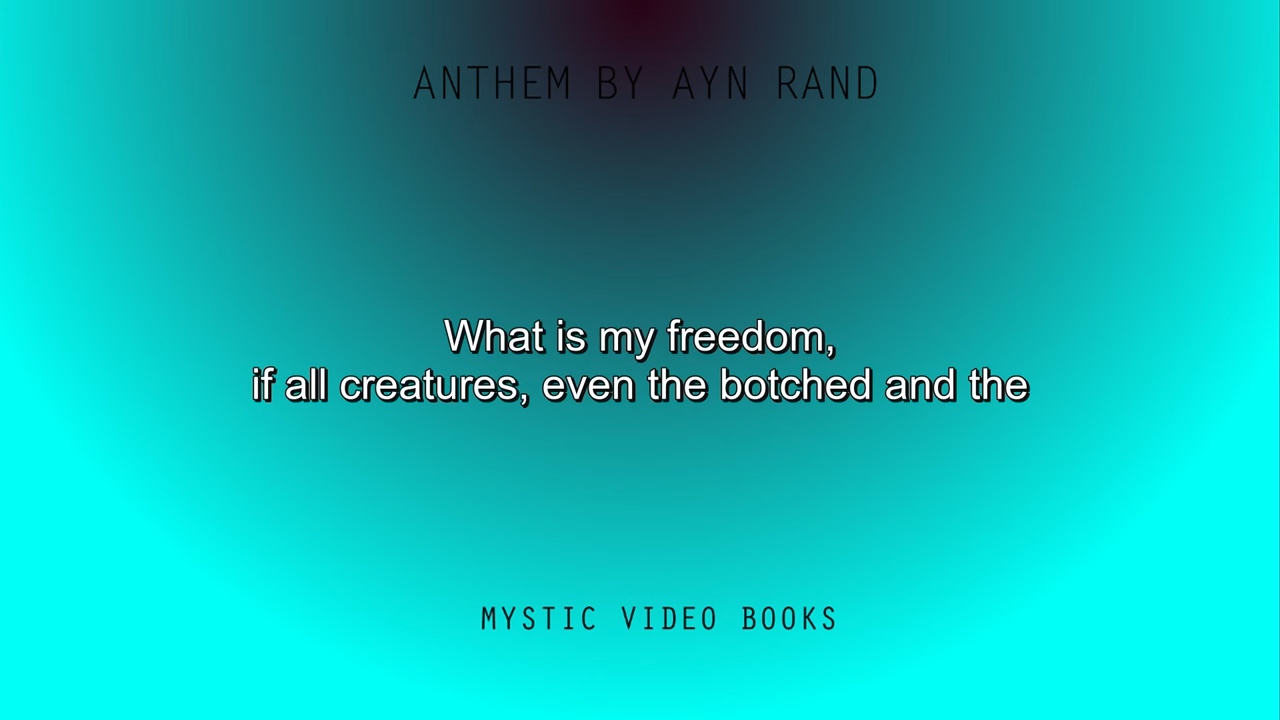 ANTHEM BY AYN RAND
What is my freedom,
if all creatures, even the botched and the
MYSTIC VIDEO BOOKS